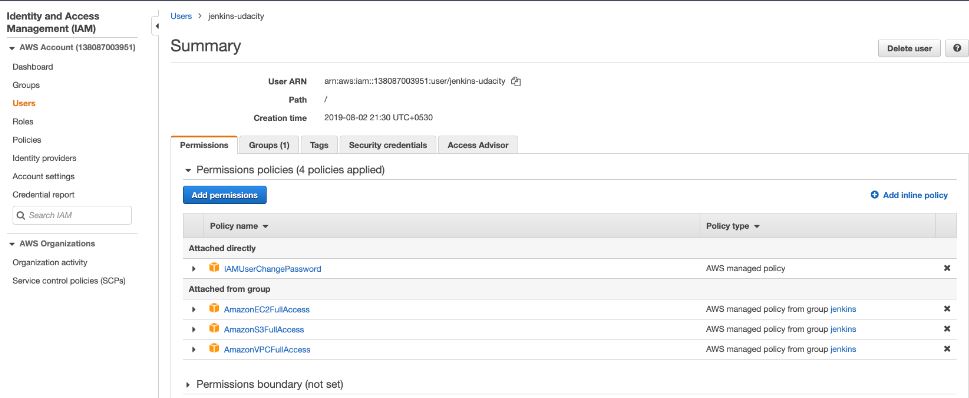 Identity and Access
Management (IAM)
AWS Account (138087003951)
Dashboard
Groups
Users
Roles
Policies
Identity providers
Account settings
Credential report
Search IAM
AWS Organizations
Organization activity
Service control policies (SCPs)
Users > jenkins-udacity
Summary
Delete user
?
User ARN arn:aws:iam::138087003951:user/jenkins-udacity
Path /
Creation time 2019-08-02 21:30 UTC+0530
Permissions Groups (1) Tags Security credentials Access Advisor
Permissions policies (4 policies applied)
Add permissions
Add inline policy
Policy name Policy type
Attached directly
IAMUserChangePassword AWS managed policy
Attached from group
AmazonEC2FullAccess AWS managed policy from group jenkins
AmazonS3FullAccess AWS managed policy from group jenkins
AmazonVPCFullAccess AWS managed policy from group jenkins
Permissions boundary (not set)